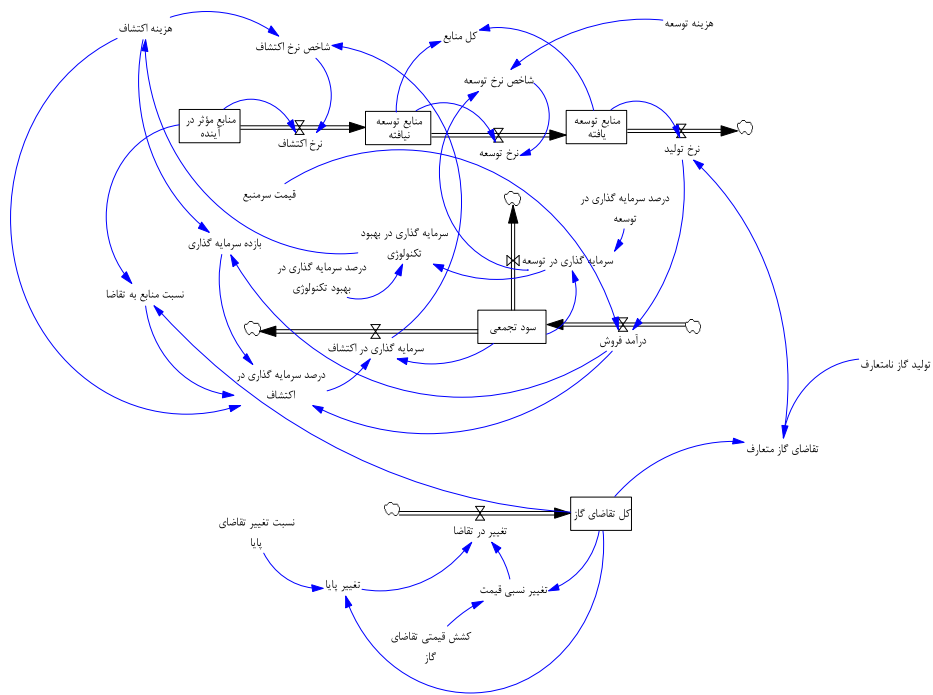 هزینه اکتشاف
هزینه توسعه
کل منابع
شاخص نرخ اکتشاف
شاخص نرخ توسعه
منابع مؤثر در
آینده
منابع توسعه
نیافته
منابع توسعه
یافته
نرخ اکتشاف
نرخ توسعه
نرخ تولید
قیمت سرمنبع
درصد سرمایه گذاری در
توسعه
سرمایه گذاری در بهبود
تکنولوژی
بازده سرمایه گذاری
سرمایه گذاری در توسعه
درصد سرمایه گذاری در
بهبود تکنولوژی
نسبت منابع به تقاضا
سود تجمعی
درآمد فروش
سرمایه گذاری در اکتشاف
تولید گاز نامتعارف
درصد سرمایه گذاری در
اکتشاف
تقاضای گاز متعارف
کل تقاضای گاز
نسبت تغییر تقاضای
پایا
تغییر در تقاضا
تغییر پایا
تغییر نسبی قیمت
کشش قیمتی تقاضای
گاز